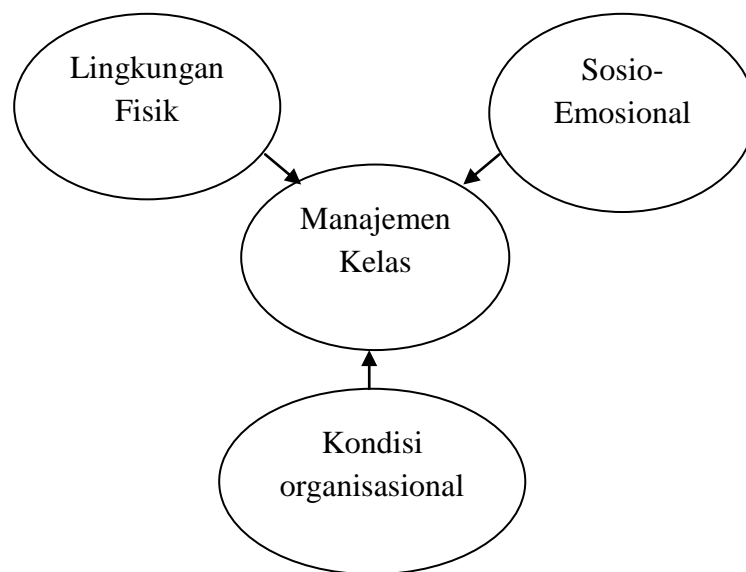 Lingkungan
Fisik
Sosio-
Emosional
Manajemen
Kelas
Kondisi
organisasional